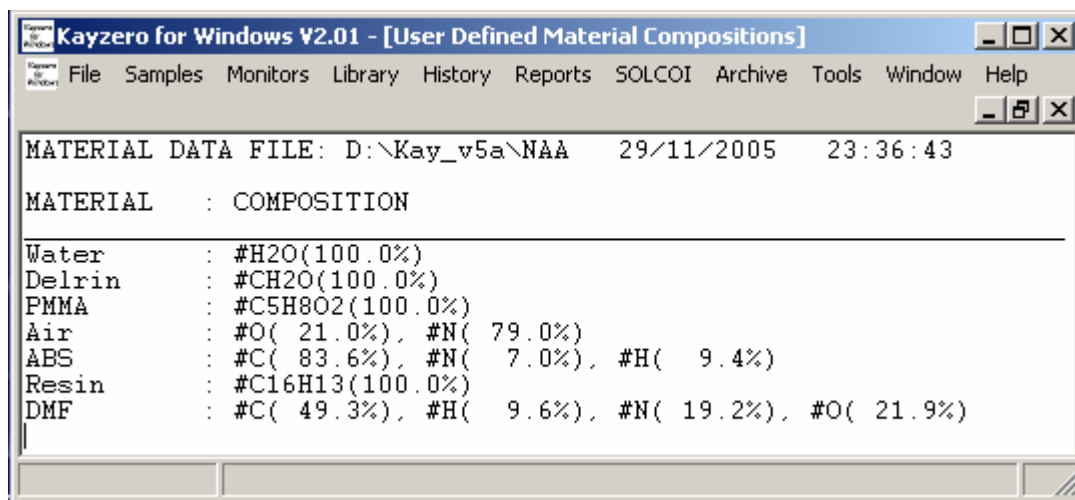 Kayzero for Windows V2.01 - [User Defined Material Compositions]
File Samples Monitors Library History Reports SOLCOI Archive Tools Window Help
MATERIAL DATA FILE: D:\Kay_v5a\NAA 29/11/2005 23:36:43
MATERIAL : COMPOSITION
Water : #H2O(100.0%)
Delrin : #CH2O(100.0%)
PMMA : #C5H8O2(100.0%)
Air : #O( 21.0%), #N( 79.0%)
ABS : #C( 83.6%), #N( 7.0%), #H( 9.4%)
Resin : #C16H13(100.0%)
DMF : #C( 49.3%), #H( 9.6%), #N( 19.2%), #O( 21.9%)